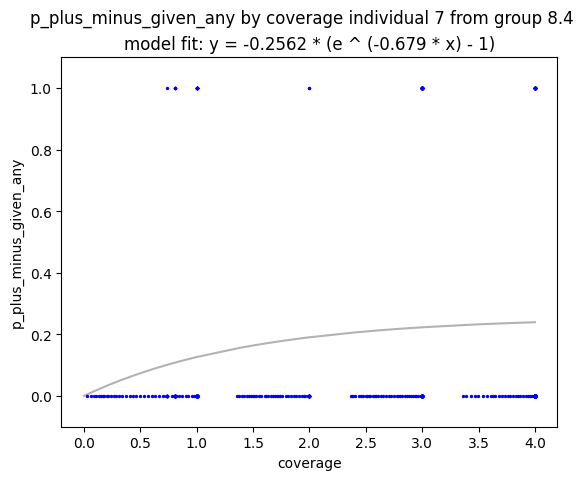 p_plus_minus_given_any by coverage individual 7 from group 8.4
model fit: y = -0.2562 * (e ^ (-0.679 * x) - 1)
1.0
0.8
0.6
0.4
0.2
0.0
p_plus_minus_given_any
0.0 0.5 1.0 1.5 2.0 2.5 3.0 3.5 4.0
coverage